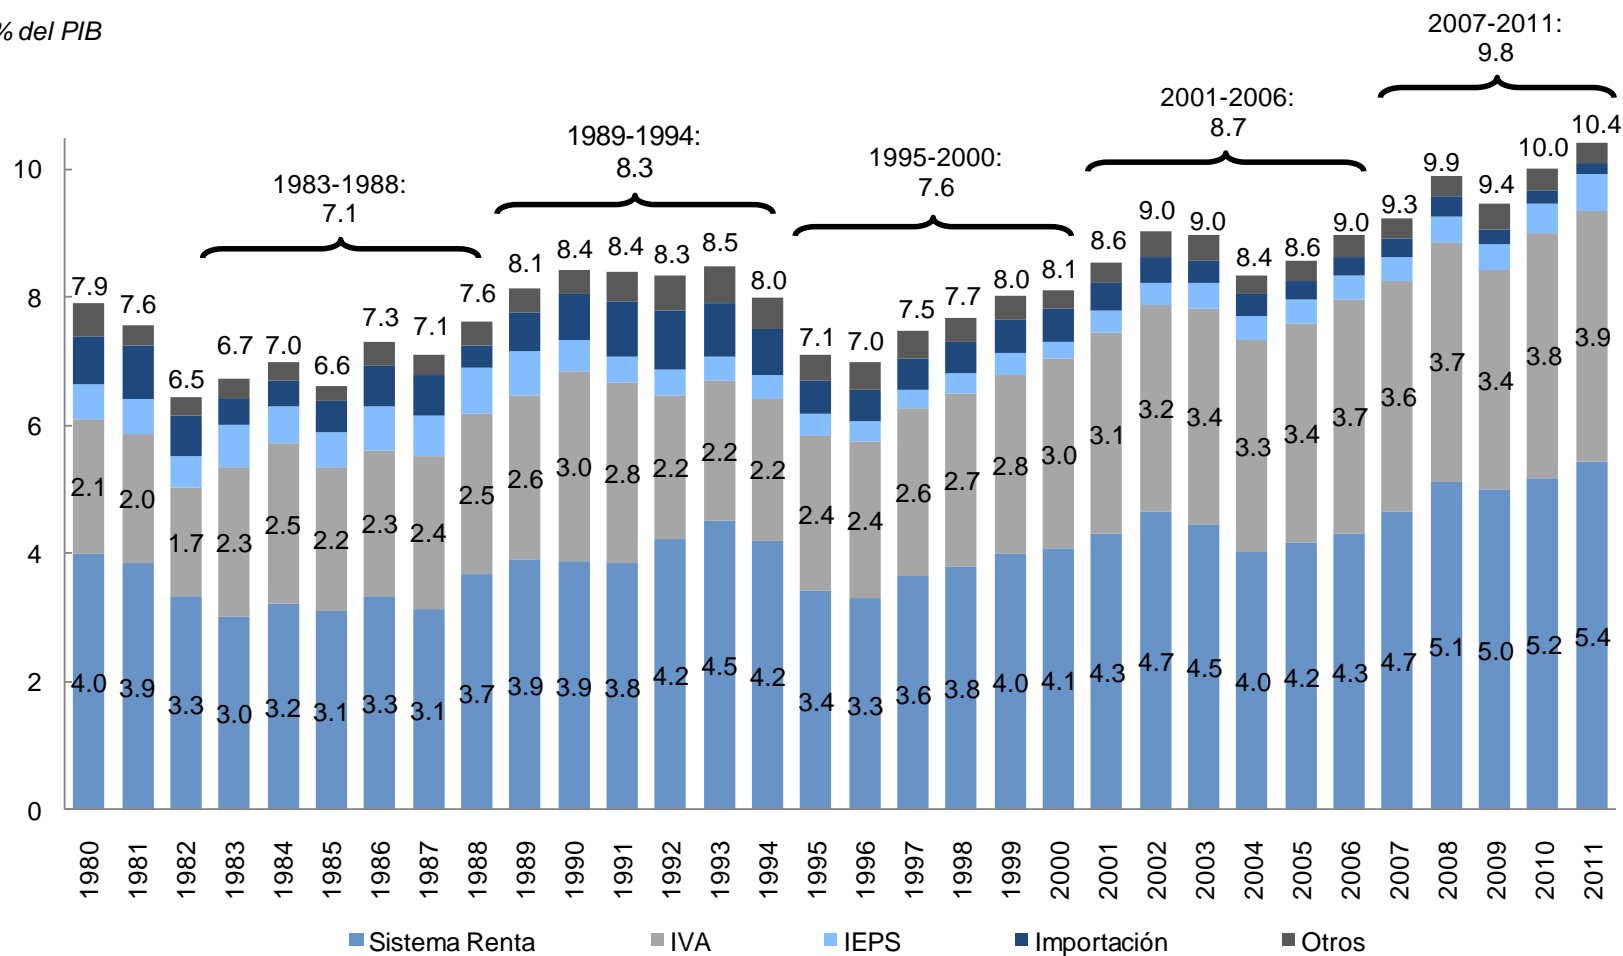 % del PIB
2007-2011:
9.8
2001-2006:
8.7
1989-1994:
8.3
1995-2000:
7.6
1983-1988:
7.1
10
8
6
4
2
0
7.9 7.6 6.5 6.7 7.0 6.6 7.3 7.1 7.6 8.1 8.4 8.4 8.3 8.5 8.0 7.1 7.0 7.5 7.7 8.0 8.1 8.6 9.0 9.0 8.4 8.6 9.0 9.3 9.9 9.4 10.0 10.4
2.1 2.0 1.7 2.3 2.5 2.2 2.3 2.4 2.5 2.6 3.0 2.8 2.2 2.2 2.2 2.4 2.4 2.6 2.7 2.8 3.0 3.1 3.2 3.4 3.3 3.4 3.7 3.6 3.7 3.4 3.8 3.9
4.0 3.9 3.3 3.0 3.2 3.1 3.3 3.1 3.7 3.9 3.9 3.8 4.2 4.5 4.2 3.4 3.3 3.6 3.8 4.0 4.1 4.3 4.7 4.5 4.0 4.2 4.3 4.7 5.1 5.0 5.2 5.4
1980 1981 1982 1983 1984 1985 1986 1987 1988 1989 1990 1991 1992 1993 1994 1995 1996 1997 1998 1999 2000 2001 2002 2003 2004 2005 2006 2007 2008 2009 2010 2011
Sistema Renta IVA IEPS Importación Otros